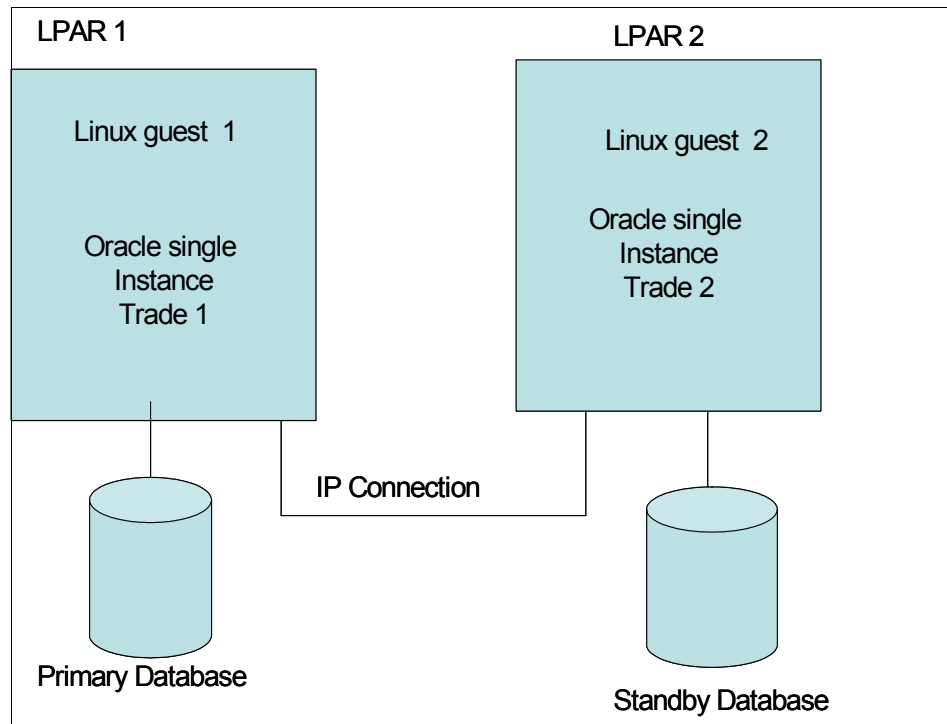 LPAR 1
LPAR 2
Linux guest 1
Oracle single
Instance
Trade 1
Linux guest 2
Oracle single
Instance
Trade 2
IP Connection
Primary Database
Standby Database